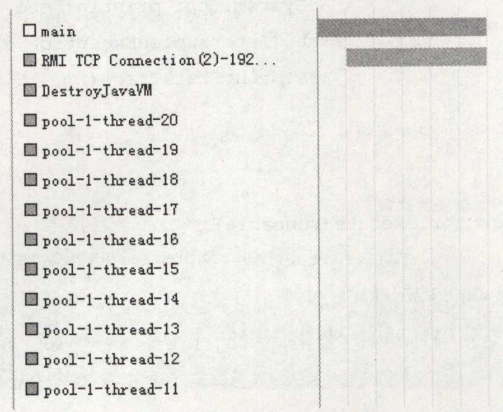 main
RMI TCP Connection(2)-192...
DestroyJavaVM
pool-1-thread-20
pool-1-thread-19
pool-1-thread-18
pool-1-thread-17
pool-1-thread-16
pool-1-thread-15
pool-1-thread-14
pool-1-thread-13
pool-1-thread-12
pool-1-thread-11